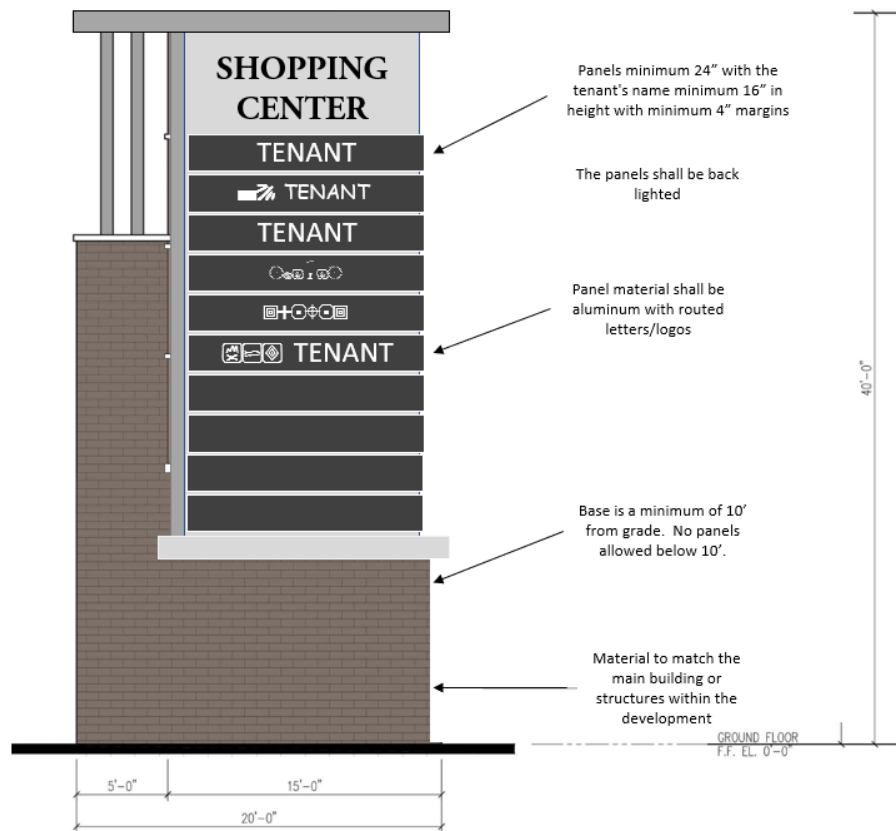 SHOPPING
CENTER
TENANT
TENANT
TENANT
TENANT
Panels minimum 24” with the
tenant's name minimum 16” in
height with minimum 4” margins
The panels shall be back
lighted
Panel material shall be
aluminum with routed
letters/logos
Base is a minimum of 10’
from grade.  No panels
allowed below 10’.
Material to match the
main building or
structures within the
development
40'-0"
GROUND FLOOR
F.F. EL. 0'-0"
5'-0"
15'-0"
20'-0"